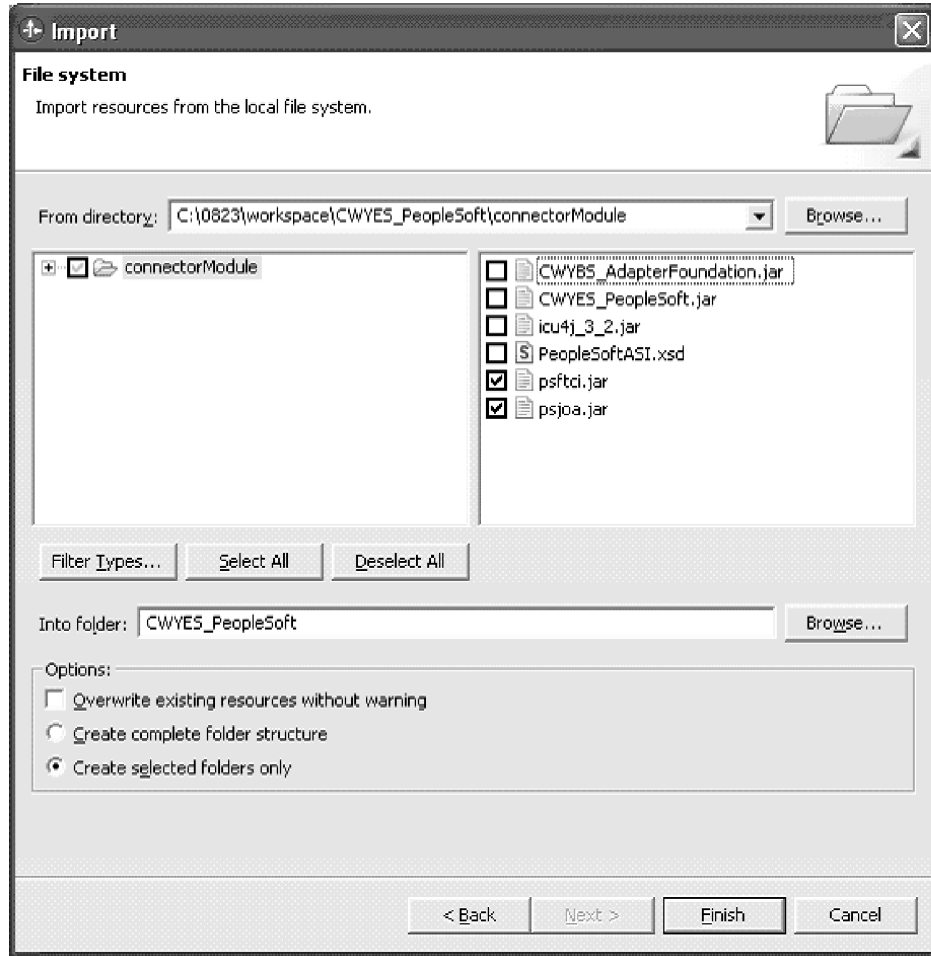 Import
File system
Import resources from the local file system.
From directory: C:\0823\workspace\CWYES_PeopleSoft\connectorModule Browse...
connectorModule
CWYBS_AdapterFoundation.jar
CWYES_PeopleSoft.jar
icu4j_3_2.jar
PeopleSoftASI.xsd
psftci.jar
psjoa.jar
Filter Types... Select All Deselect All
Into folder: CWYES_PeopleSoft Browse...
Options:
Overwrite existing resources without warning
Create complete folder structure
Create selected folders only
< Back Next > Finish Cancel